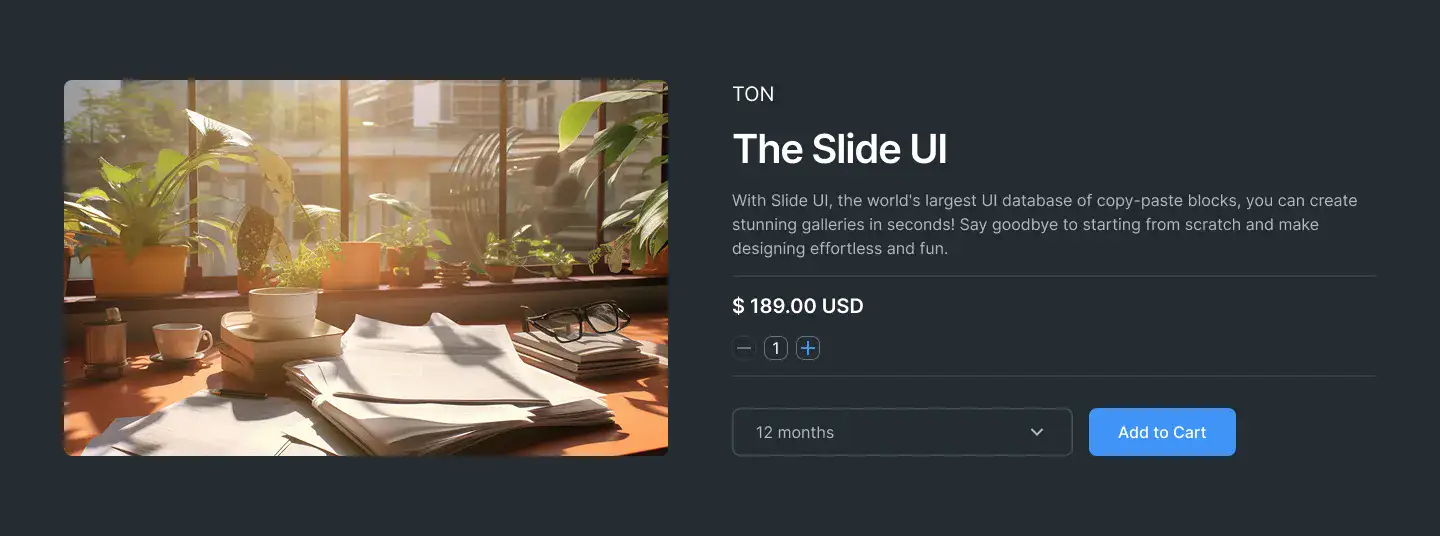 TON
The Slide UI
With Slide UI, the world's largest UI database of copy-paste blocks, you can create
stunning galleries in seconds! Say goodbye to starting from scratch and make
designing effortless and fun.
$ 189.00 USD
1
12 months
Add to Cart